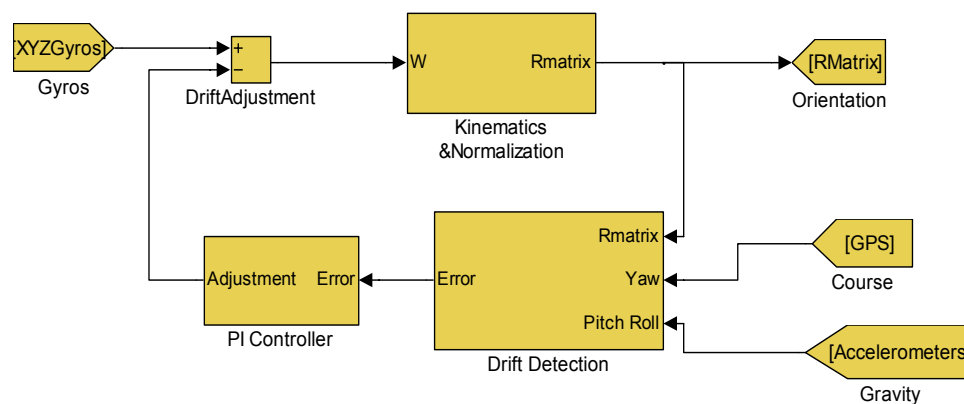 [XYZGyros]
Gyros
+
−
DriftAdjustment
W
Rmatrix
Kinematics
&Normalization
[RMatrix]
Orientation
Adjustment
Error
PI Controller
Error
Rmatrix
Yaw
Pitch Roll
Drift Detection
[GPS]
Course
[Accelerometers
Gravity